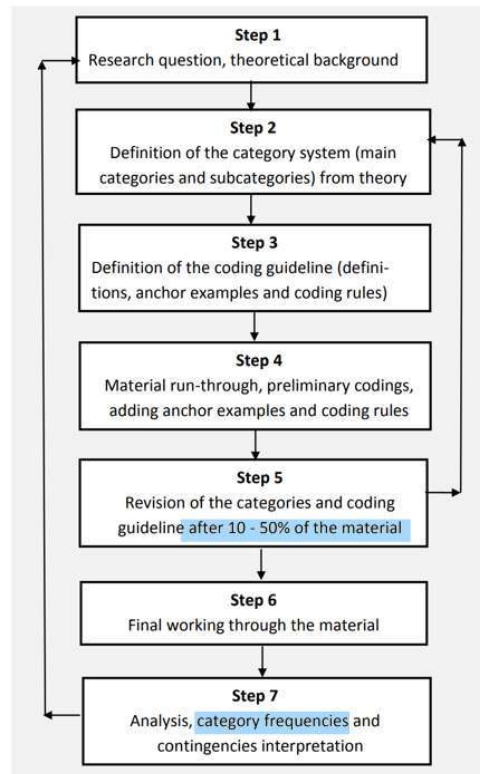 Step 1
Research question, theoretical background
Step 2
Definition of the category system (main
categories and subcategories) from theory
Step 3
Definition of the coding guideline (defini-
tions, anchor examples and coding rules)
Step 4
Material run-through, preliminary codings,
adding anchor examples and coding rules
Step 5
Revision of the categories and coding
guideline after 10 - 50% of the material
Step 6
Final working through the material
Step 7
Analysis, category frequencies and
contingencies interpretation